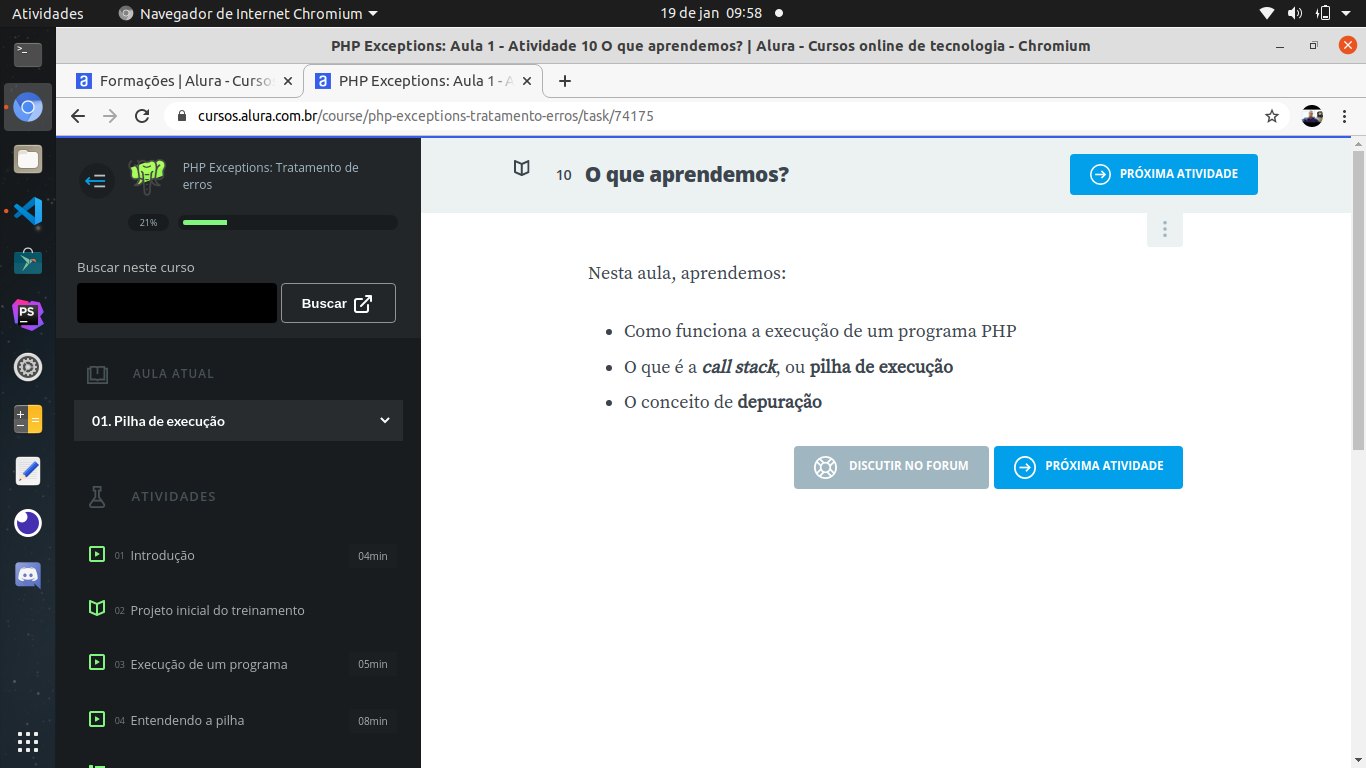 Atividades
Navegador de Internet Chromium
19 de jan 09:58
PHP Exceptions: Aula 1 - Atividade 10 O que aprendemos? | Alura - Cursos online de tecnologia - Chromium
Formações | Alura - Curso
PHP Exceptions: Aula 1 - A
cursos.alura.com.br/course/php-exceptions-tratamento-erros/task/74175
PHP Exceptions: Tratamento de
erros
21%
Buscar neste curso
Buscar
AULA ATUAL
01. Pilha de execução
ATIVIDADES
01 Introdução 04min
02 Projeto inicial do treinamento
03 Execução de um programa 05min
04 Entendendo a pilha 08min
10 O que aprendemos?
PRÓXIMA ATIVIDADE
Nesta aula, aprendemos:
• Como funciona a execução de um programa PHP
• O que é a call stack, ou pilha de execução
• O conceito de depuração
DISCUTIR NO FORUM
PRÓXIMA ATIVIDADE
PS